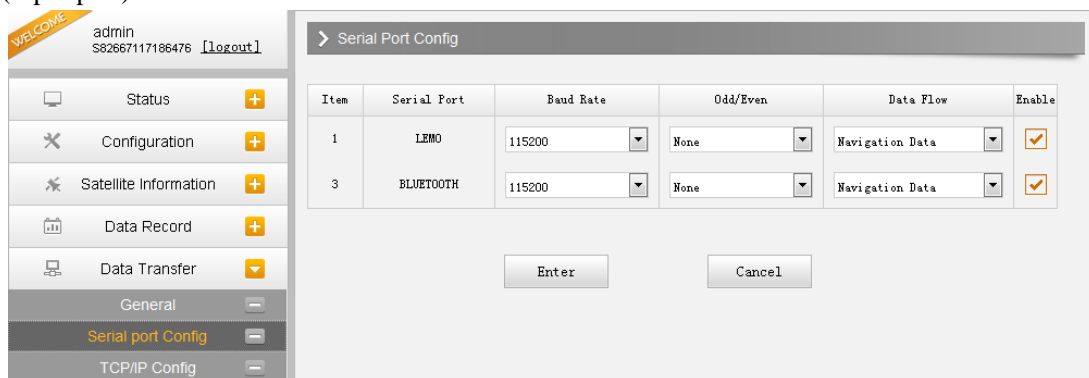 WELCOME
admin
S82667117186476 [logout]
Status
Configuration
Satellite Information
Data Record
Data Transfer
General
Serial port Config
TCP/IP Config
Serial Port Config
Item Serial Port Baud Rate Odd/Even Data Flow Enable
1 LEMO 115200 None Navigation Data
3 BLUETOOTH 115200 None Navigation Data
Enter Cancel